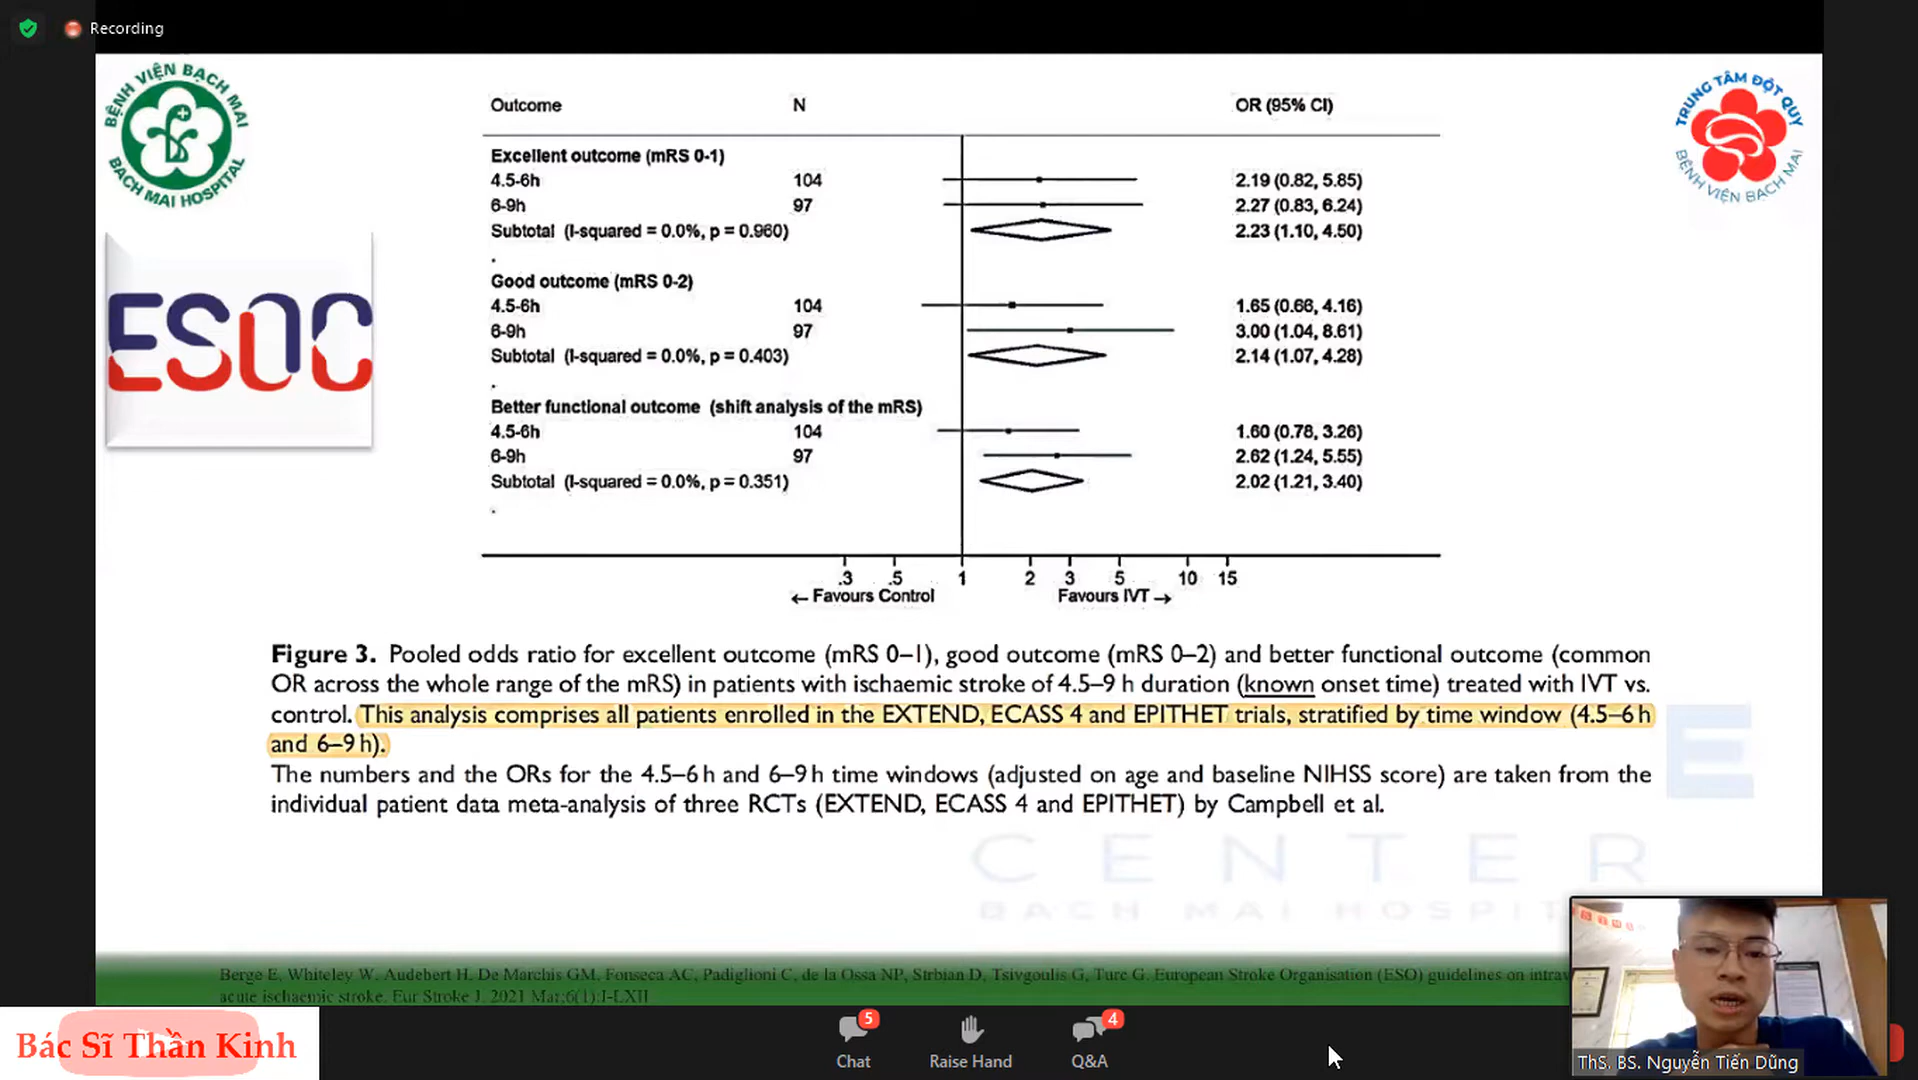 Recording
BỆNH VIỆN BẠCH MAI
BACH MAI HOSPITAL
TRUNG TÂM ĐỘT QUỴ
BỆNH VIỆN BẠCH MAI
ESOC
Outcome N OR (95% CI)
Excellent outcome (mRS 0-1)
4.5-6h 104 2.19 (0.82, 5.85)
6-9h 97 2.27 (0.83, 6.24)
Subtotal (I-squared = 0.0%, p = 0.960) 2.23 (1.10, 4.50)
.
Good outcome (mRS 0-2)
4.5-6h 104 1.65 (0.66, 4.16)
6-9h 97 3.00 (1.04, 8.61)
Subtotal (I-squared = 0.0%, p = 0.403) 2.14 (1.07, 4.28)
.
Better functional outcome (shift analysis of the mRS)
4.5-6h 104 1.60 (0.78, 3.26)
6-9h 97 2.62 (1.24, 5.55)
Subtotal (I-squared = 0.0%, p = 0.351) 2.02 (1.21, 3.40)
.
.3 .5 1 2 3 5 10 15
← Favours Control Favours IVT →
Figure 3. Pooled odds ratio for excellent outcome (mRS 0–1), good outcome (mRS 0–2) and better functional outcome (common
OR across the whole range of the mRS) in patients with ischaemic stroke of 4.5–9 h duration (known onset time) treated with IVT vs.
control. This analysis comprises all patients enrolled in the EXTEND, ECASS 4 and EPITHET trials, stratified by time window (4.5–6 h
and 6–9 h).
The numbers and the ORs for the 4.5–6 h and 6–9 h time windows (adjusted on age and baseline NIHSS score) are taken from the
individual patient data meta-analysis of three RCTs (EXTEND, ECASS 4 and EPITHET) by Campbell et al.
E
CENTER
BACH MAI HOSPIT
Berge E, Whiteley W, Audebert H, De Marchis GM, Fonseca AC, Padiglioni C, de la Ossa NP, Strbian D, Tsivgoulis G, Turc G. European Stroke Organisation (ESO) guidelines on intrav
acute ischaemic stroke. Eur Stroke J. 2021 Mar;6(1):I-LXII
Bác Sĩ Thần Kinh
5
4
Chat Raise Hand Q&A
ThS. BS. Nguyễn Tiến Dũng